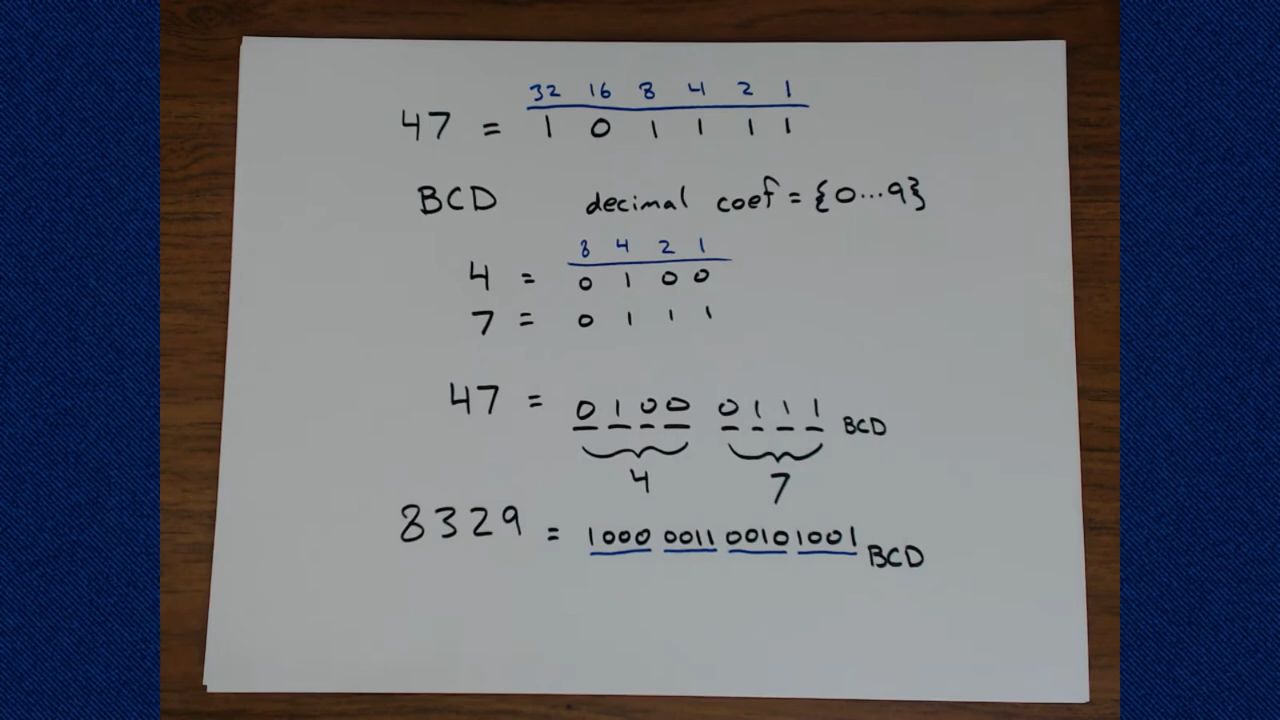 32 16 8 4 2 1
47 = 1 0 1 1 1 1
BCD decimal coef = {0...9}
8 4 2 1
4 = 0 1 0 0
7 = 0 1 1 1
47 = 0 1 0 0 0 1 1 1 BCD
4 7
8329 = 1000 0011 0010 1001 BCD